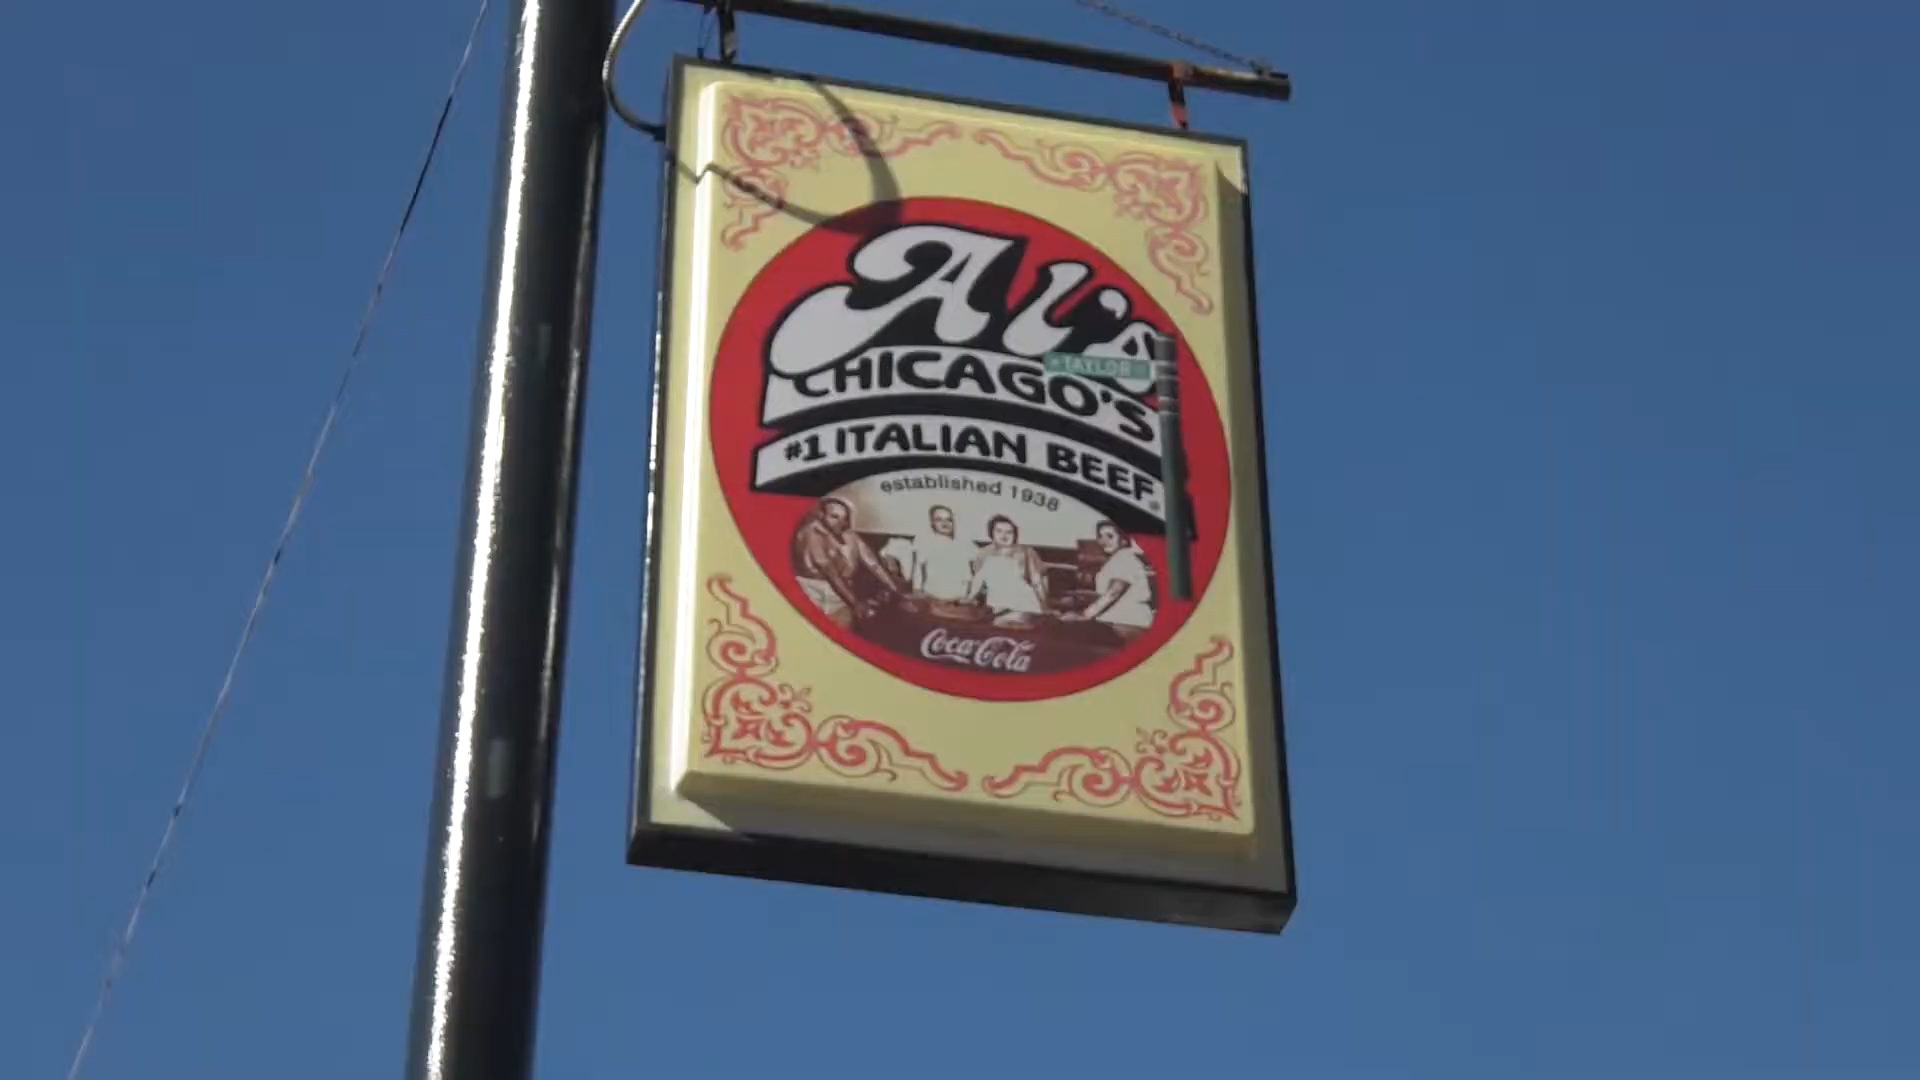 Al's
TAYLOR
CHICAGO'S
#1 ITALIAN BEEF
established 1938
Coca-Cola